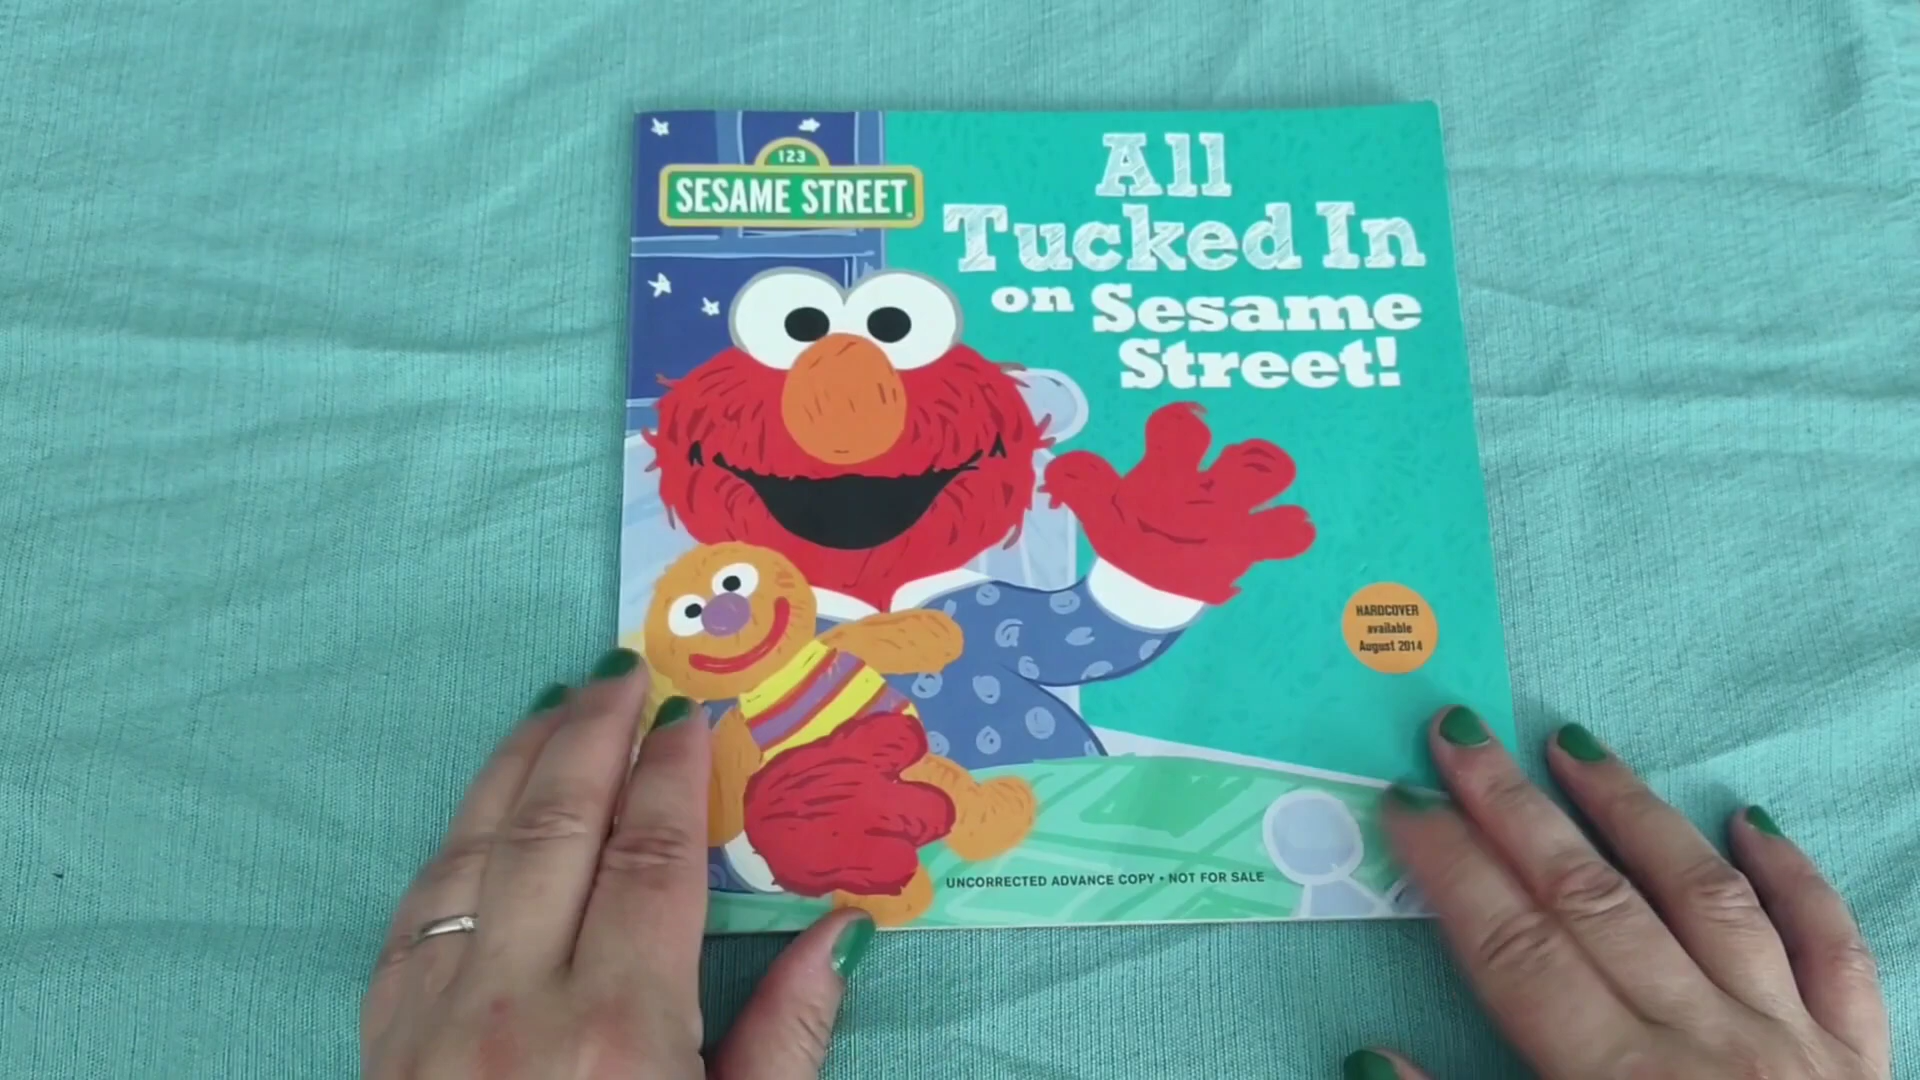 123
SESAME STREET
All
Tucked In
on Sesame
Street!
HARDCOVER
available
August 2014
UNCORRECTED ADVANCE COPY • NOT FOR SALE